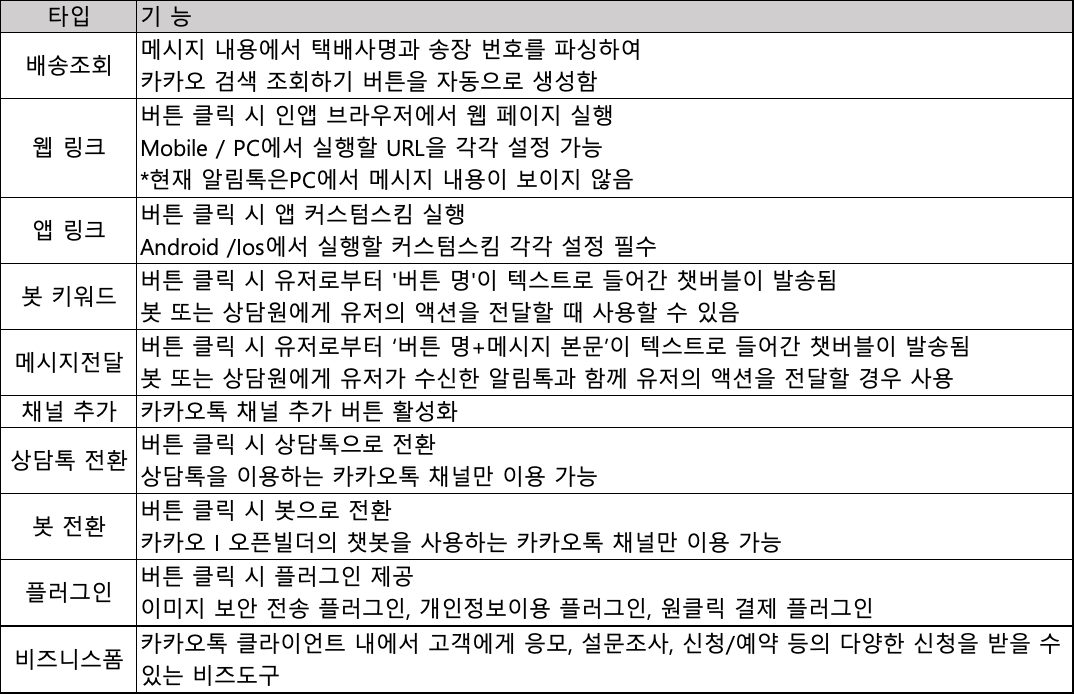 타입 기 능
배송조회
메시지 내용에서 택배사명과 송장 번호를 파싱하여
카카오 검색 조회하기 버튼을 자동으로 생성함
웹 링크
버튼 클릭 시 인앱 브라우저에서 웹 페이지 실행
Mobile / PC에서 실행할 URL을 각각 설정 가능
*현재 알림톡은PC에서 메시지 내용이 보이지 않음
앱 링크
버튼 클릭 시 앱 커스텀스킴 실행
Android /Ios에서 실행할 커스텀스킴 각각 설정 필수
봇 키워드
버튼 클릭 시 유저로부터 '버튼 명'이 텍스트로 들어간 챗버블이 발송됨
봇 또는 상담원에게 유저의 액션을 전달할 때 사용할 수 있음
메시지전달
버튼 클릭 시 유저로부터 ‘버튼 명+메시지 본문’이 텍스트로 들어간 챗버블이 발송됨
봇 또는 상담원에게 유저가 수신한 알림톡과 함께 유저의 액션을 전달할 경우 사용
채널 추가 카카오톡 채널 추가 버튼 활성화
상담톡 전환
버튼 클릭 시 상담톡으로 전환
상담톡을 이용하는 카카오톡 채널만 이용 가능
봇 전환
버튼 클릭 시 봇으로 전환
카카오 I 오픈빌더의 챗봇을 사용하는 카카오톡 채널만 이용 가능
플러그인
버튼 클릭 시 플러그인 제공
이미지 보안 전송 플러그인, 개인정보이용 플러그인, 원클릭 결제 플러그인
비즈니스폼
카카오톡 클라이언트 내에서 고객에게 응모, 설문조사, 신청/예약 등의 다양한 신청을 받을 수
있는 비즈도구